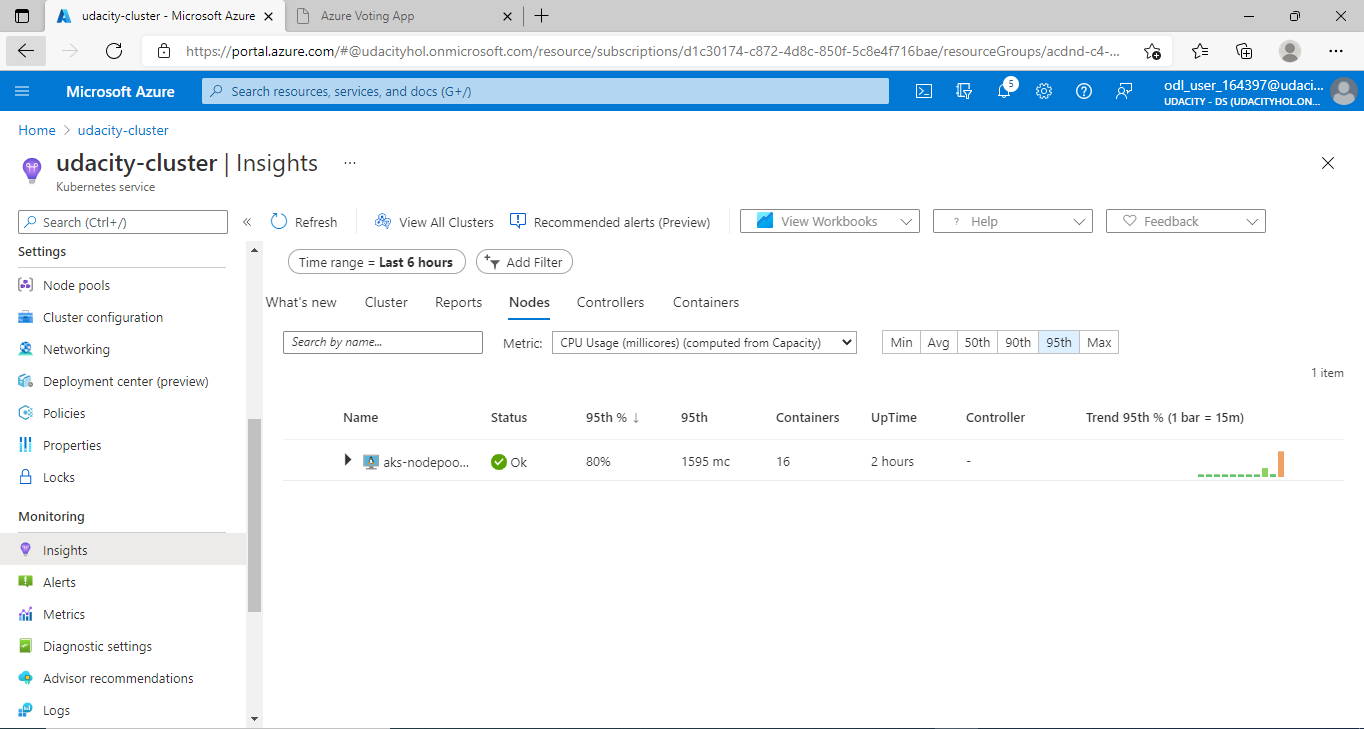 udacity-cluster - Microsoft Azure
Azure Voting App
https://portal.azure.com/#@udacityhol.onmicrosoft.com/resource/subscriptions/d1c30174-c872-4d8c-850f-5c8e4f716bae/resourceGroups/acdnd-c4-...
Microsoft Azure
Search resources, services, and docs (G+/)
5
odl_user_164397@udaci...
UDACITY - DS (UDACITYHOL.ON...
Home > udacity-cluster
udacity-cluster | Insights ...
Kubernetes service
Search (Ctrl+/)
«
Refresh
View All Clusters
Recommended alerts (Preview)
View Workbooks
? Help
Feedback
Settings
Node pools
Cluster configuration
Networking
Deployment center (preview)
Policies
Properties
Locks
Monitoring
Insights
Alerts
Metrics
Diagnostic settings
Advisor recommendations
Logs
Time range = Last 6 hours
Add Filter
What's new Cluster Reports Nodes Controllers Containers
Search by name...
Metric: CPU Usage (millicores) (computed from Capacity)
Min Avg 50th 90th 95th Max
1 item
Name Status 95th % ↓ 95th Containers UpTime Controller Trend 95th % (1 bar = 15m)
aks-nodepoo... Ok 80% 1595 mc 16 2 hours -